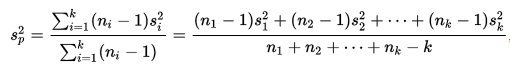 s_p^2 = \frac{\sum_{i=1}^{k}(n_i - 1)s_i^2}{\sum_{i=1}^{k}(n_i - 1)} = \frac{(n_1 - 1)s_1^2 + (n_2 - 1)s_2^2 + \cdots + (n_k - 1)s_k^2}{n_1 + n_2 + \cdots + n_k - k}.